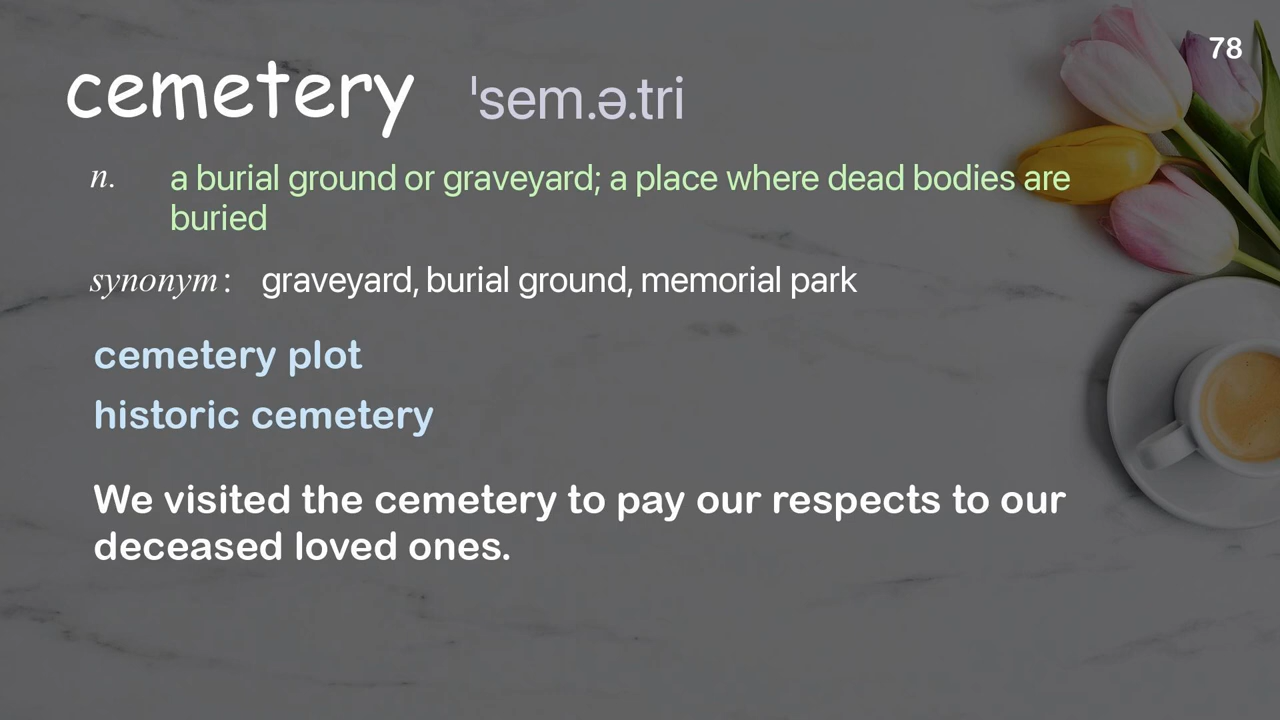 78
cemetery ˈsem.ə.tri
n. a burial ground or graveyard; a place where dead bodies are
buried
synonym: graveyard, burial ground, memorial park
cemetery plot
historic cemetery
We visited the cemetery to pay our respects to our
deceased loved ones.